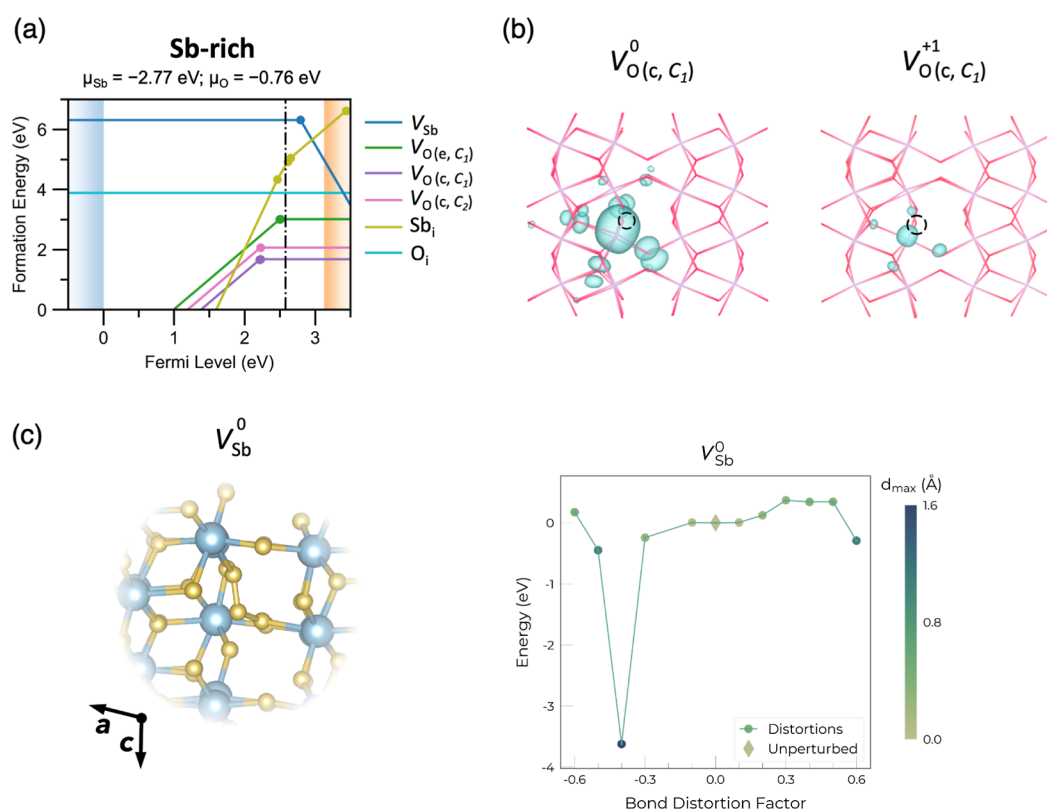 (a)
Sb-rich
μSb = −2.77 eV; μO = −0.76 eV
Formation Energy (eV)
6
4
2
0
0
1
2
3
Fermi Level (eV)
VSb
VO (e, C1)
VO (c, C1)
VO (c, C2)
Sbi
Oi
(b)
V0O (c, C1)
V+1O (c, C1)
(c)
V0Sb
a
c
V0Sb
Energy (eV)
0
-1
-2
-3
-4
-0.6
-0.3
0.0
0.3
0.6
Bond Distortion Factor
Distortions
Unperturbed
dmax (Å)
1.6
0.8
0.0